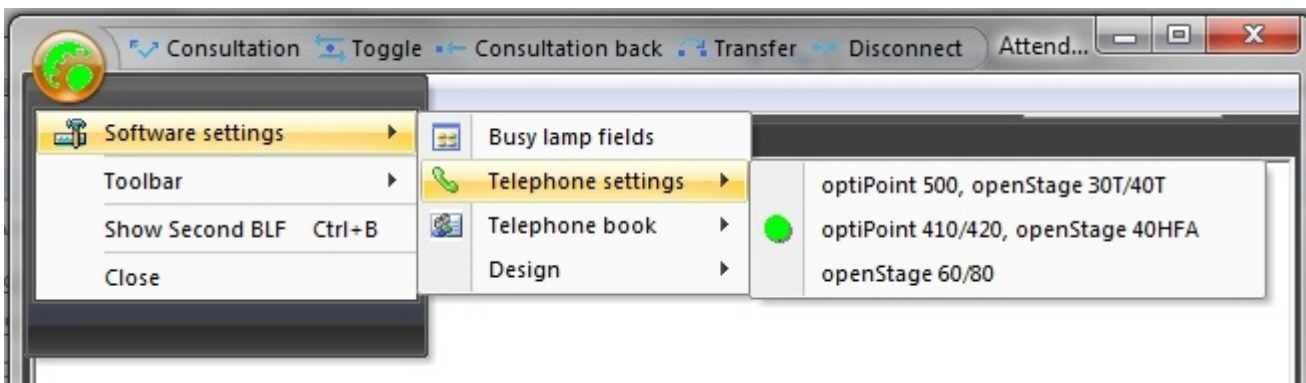 Consultation Toggle Consultation back Transfer Disconnect Attend...
Software settings
Toolbar
Show Second BLF Ctrl+B
Close
Busy lamp fields
Telephone settings
Telephone book
Design
optiPoint 500, openStage 30T/40T
optiPoint 410/420, openStage 40HFA
openStage 60/80